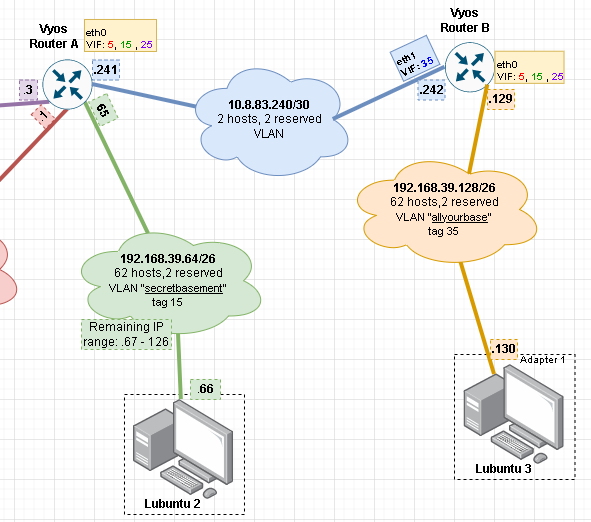 Vyos
Router A
eth0
VIF: 5, 15 , 25
.241
.3
.1
65
10.8.83.240/30
2 hosts, 2 reserved
VLAN
Vyos
Router B
eth1
VIF: 35
eth0
VIF: 5, 15 , 25
.242
.129
192.168.39.128/26
62 hosts,2 reserved
VLAN "allyourbase"
tag 35
192.168.39.64/26
62 hosts,2 reserved
VLAN "secretbasement"
tag 15
Remaining IP
range: .67 - 126
.66
Lubuntu 2
.130
Adapter 1
Lubuntu 3